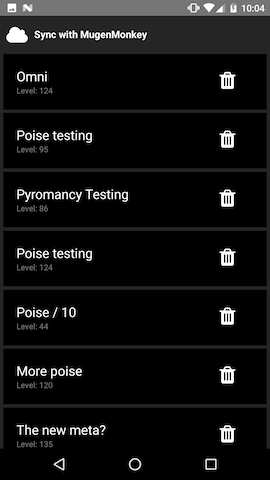 10:04
Sync with MugenMonkey
Omni
Level: 124
Poise testing
Level: 95
Pyromancy Testing
Level: 86
Poise testing
Level: 124
Poise / 10
Level: 44
More poise
Level: 120
The new meta?
Level: 135